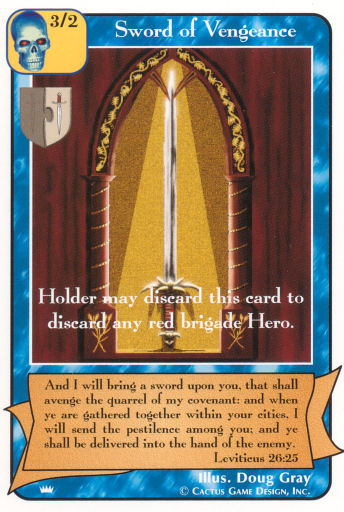 3/2
Sword of Vengeance
Holder may discard this card to
discard any red brigade Hero.
And I will bring a sword upon you, that shall
avenge the quarrel of my covenant: and when
ye are gathered together within your cities, I
will send the pestilence among you; and ye
shall be delivered into the hand of the enemy.
Leviticus 26:25
Illus. Doug Gray
© Cactus Game Design, Inc.